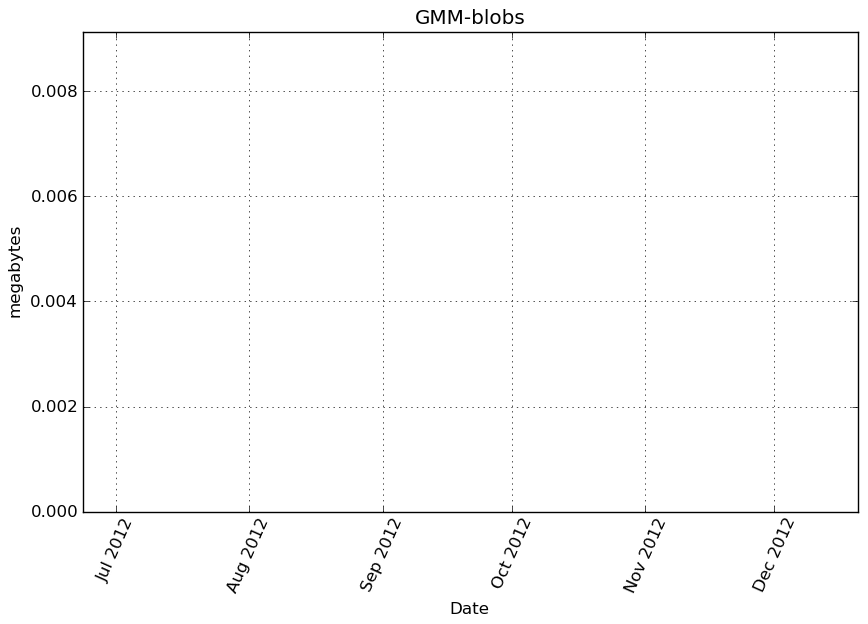 GMM-blobs
0.008
0.006
0.004
0.002
0.000
megabytes
Jul 2012
Aug 2012
Sep 2012
Oct 2012
Nov 2012
Dec 2012
Date